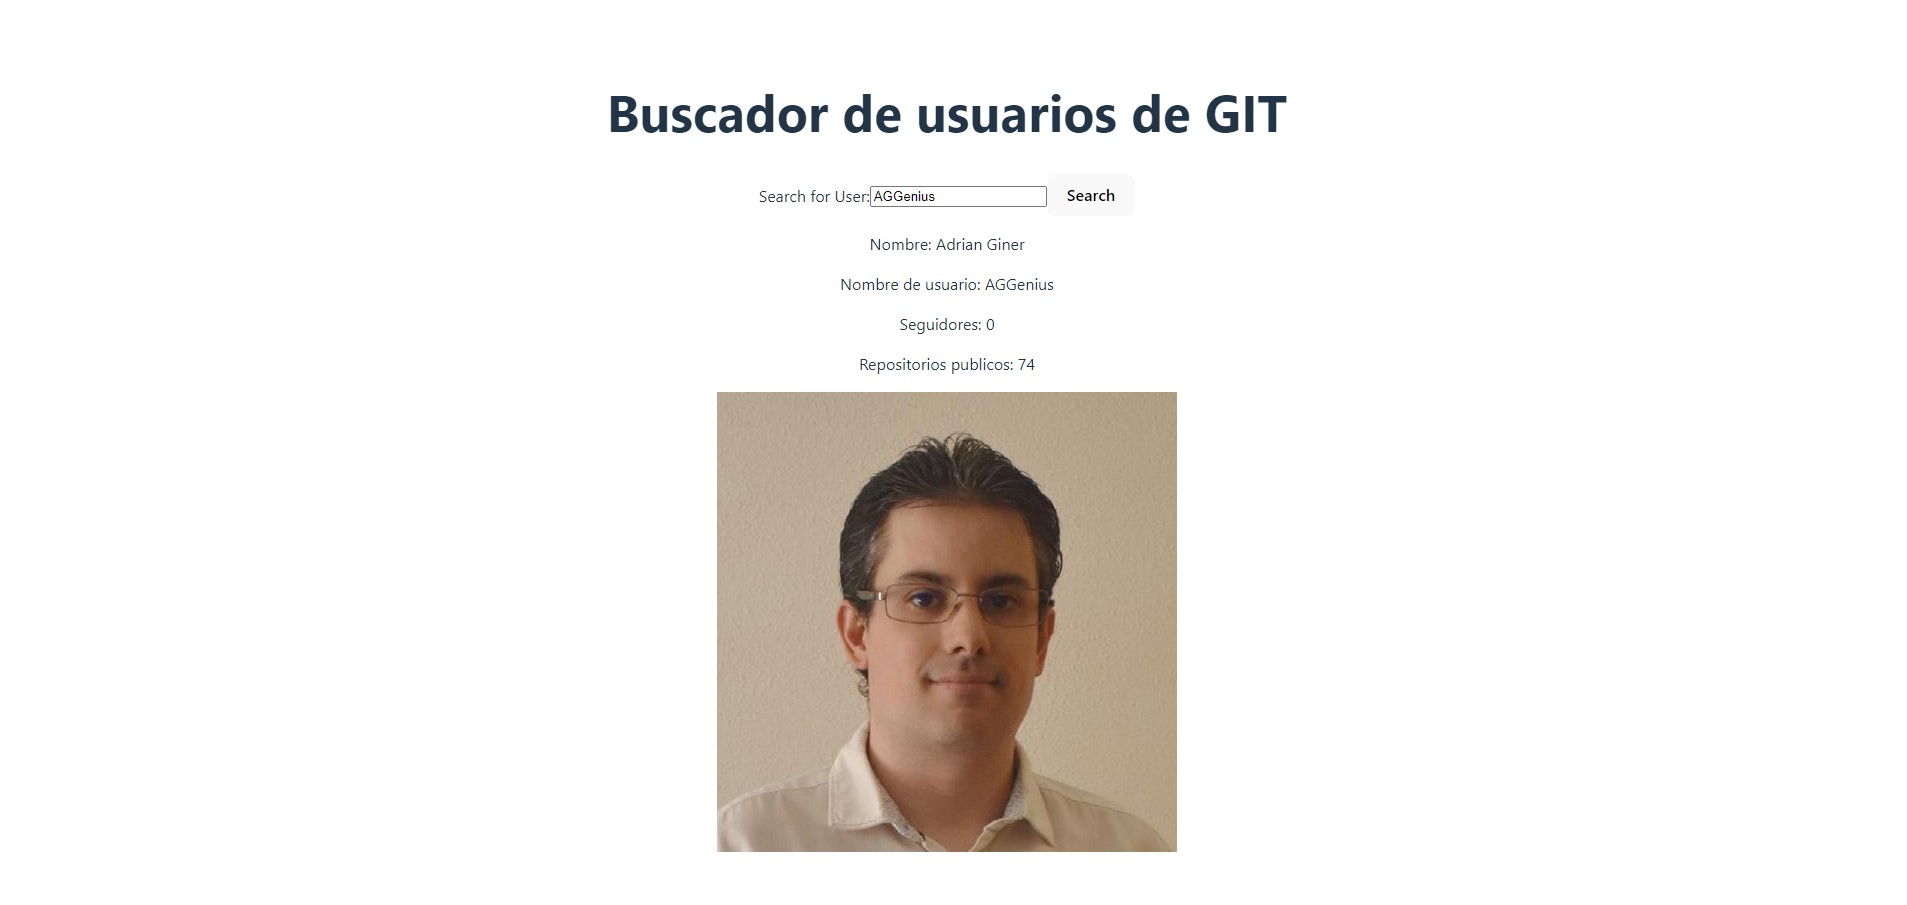 Buscador de usuarios de GIT
Search for User: AGGenius Search
Nombre: Adrian Giner
Nombre de usuario: AGGenius
Seguidores: 0
Repositorios publicos: 74